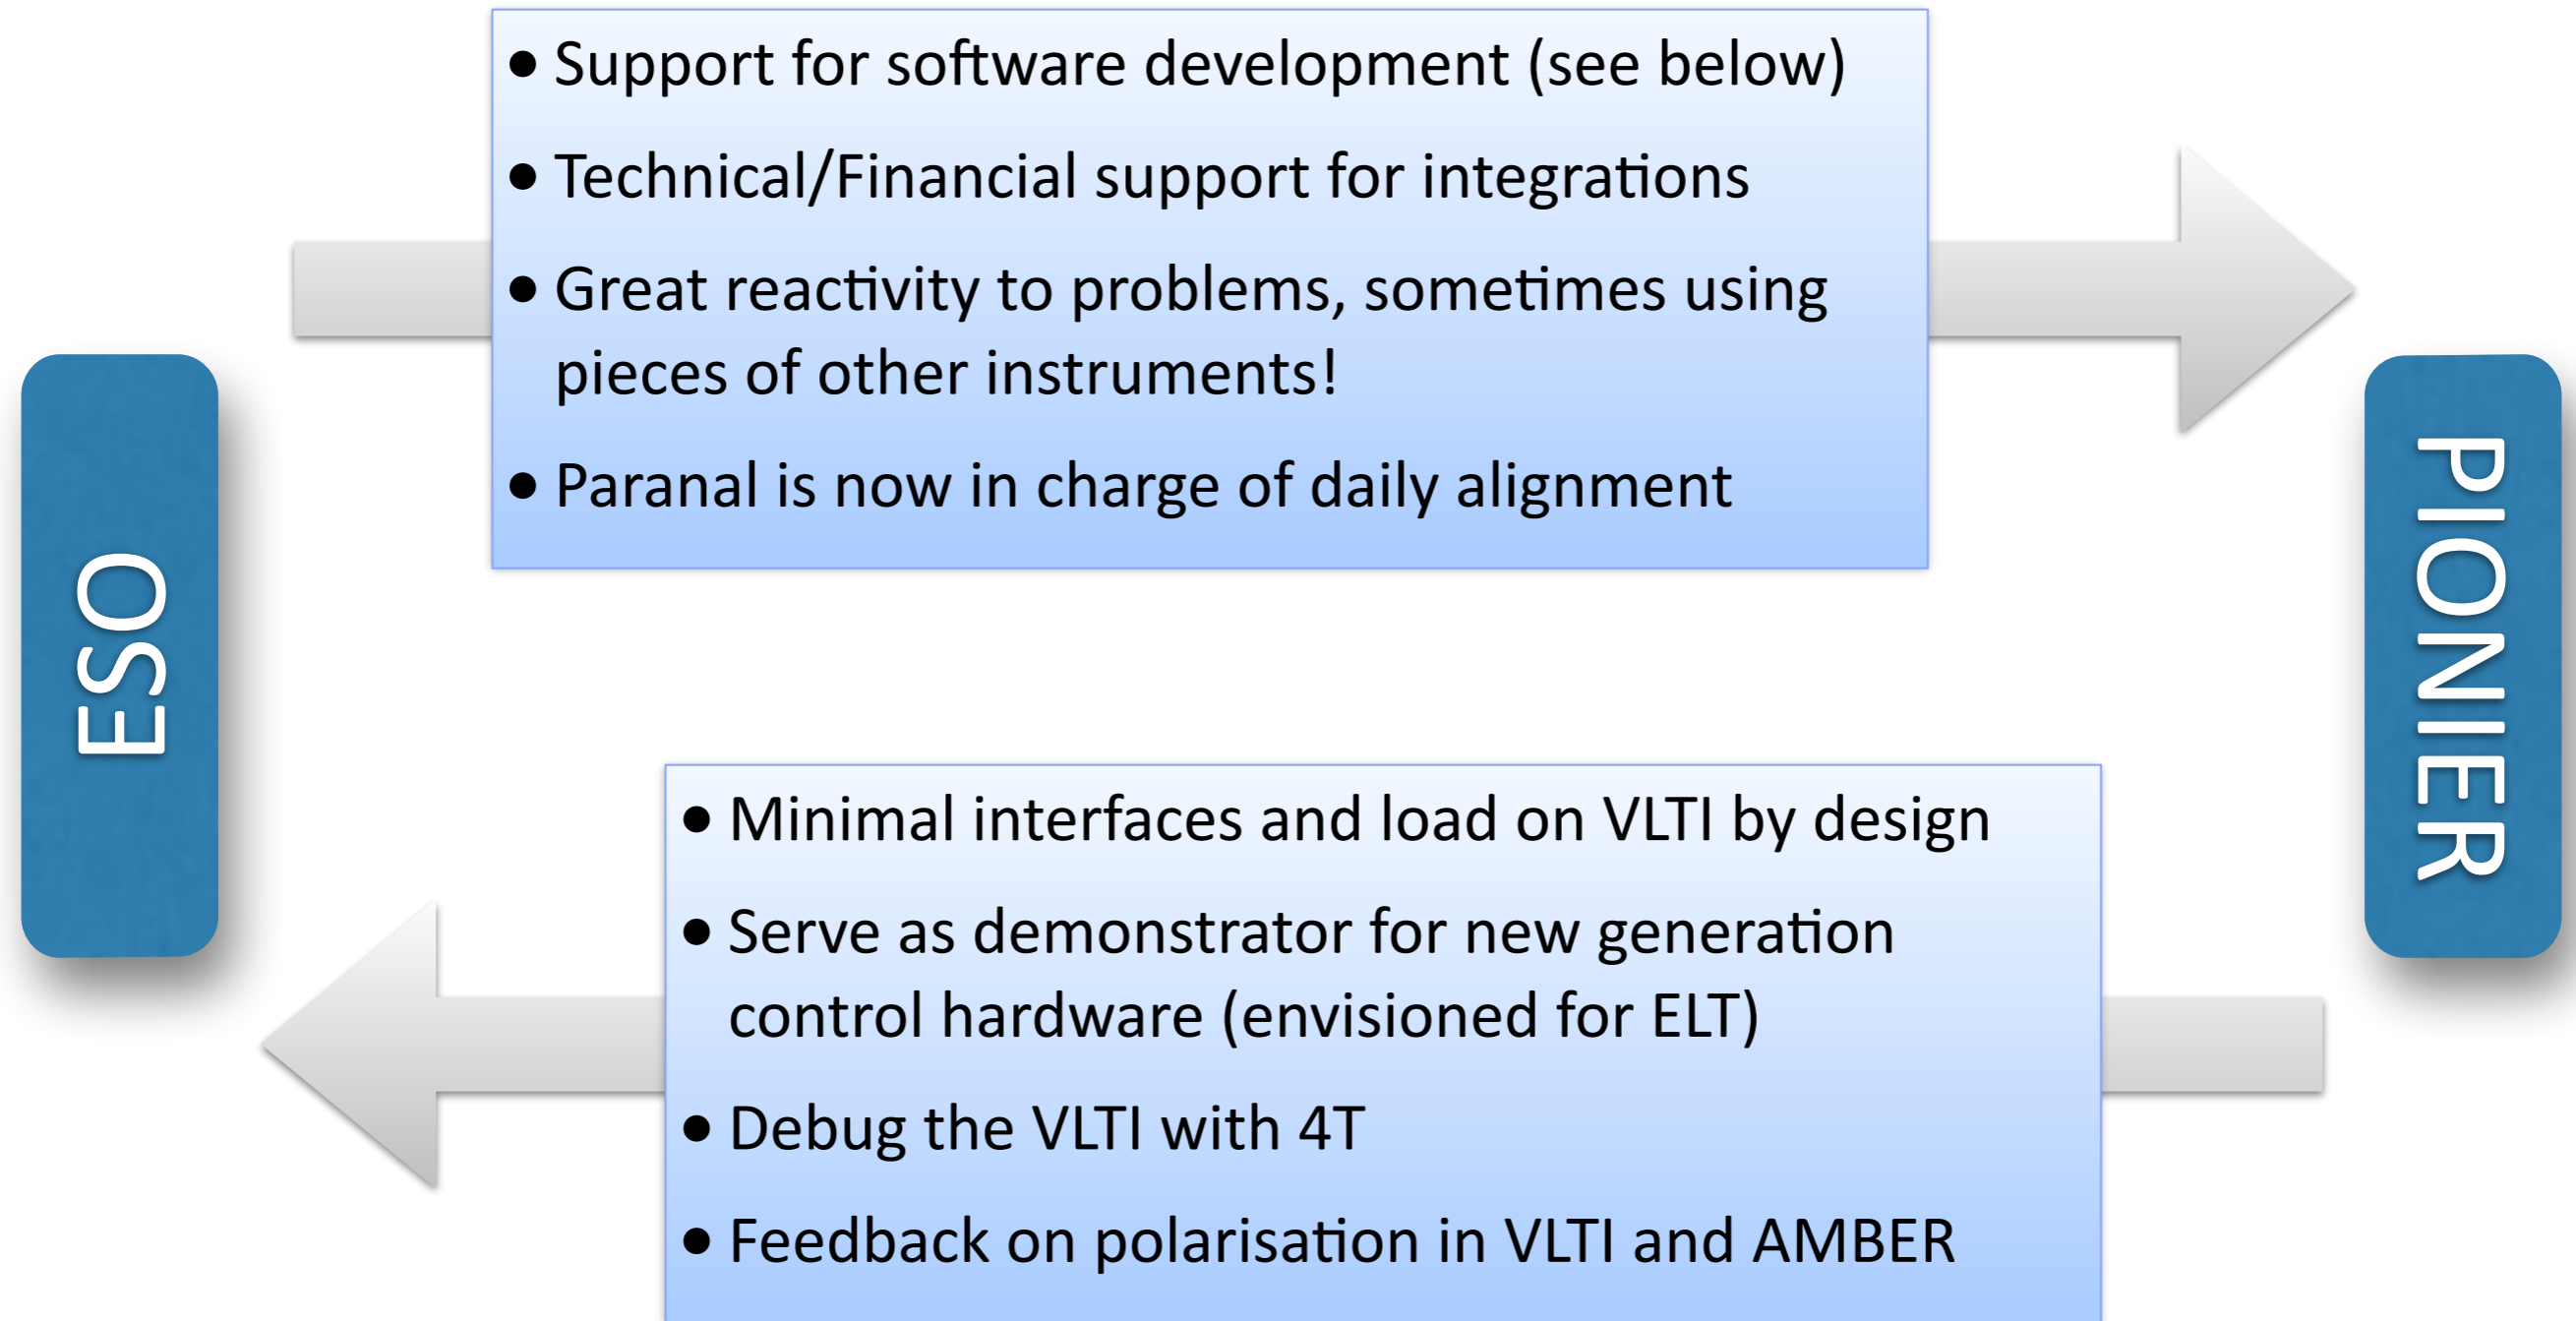 • Support for software development (see below)
• Technical/Financial support for integrations
• Great reactivity to problems, sometimes using
pieces of other instruments!
• Paranal is now in charge of daily alignment
ESO
PIONIER
• Minimal interfaces and load on VLTI by design
• Serve as demonstrator for new generation
control hardware (envisioned for ELT)
• Debug the VLTI with 4T
• Feedback on polarisation in VLTI and AMBER